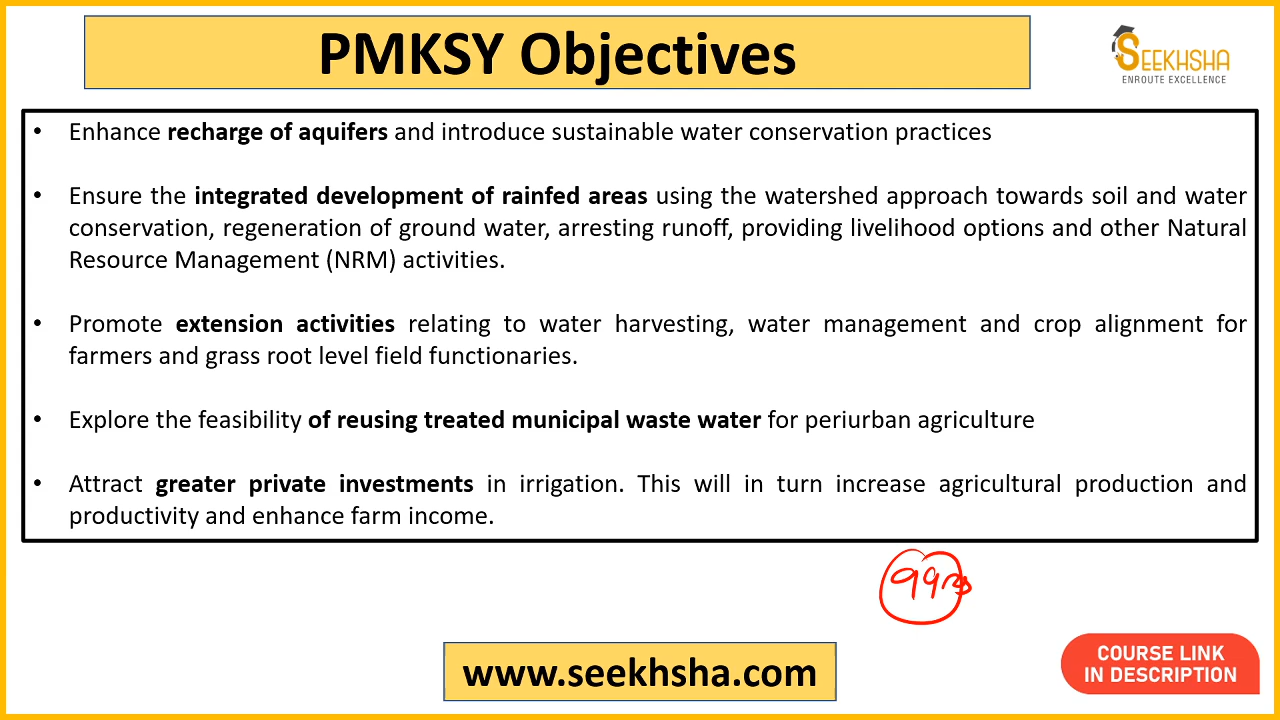 PMKSY Objectives
SEEKHSHA
ENROUTE EXCELLENCE
• Enhance recharge of aquifers and introduce sustainable water conservation practices
• Ensure the integrated development of rainfed areas using the watershed approach towards soil and water
conservation, regeneration of ground water, arresting runoff, providing livelihood options and other Natural
Resource Management (NRM) activities.
• Promote extension activities relating to water harvesting, water management and crop alignment for
farmers and grass root level field functionaries.
• Explore the feasibility of reusing treated municipal waste water for periurban agriculture
• Attract greater private investments in irrigation. This will in turn increase agricultural production and
productivity and enhance farm income.
www.seekhsha.com
COURSE LINK
IN DESCRIPTION